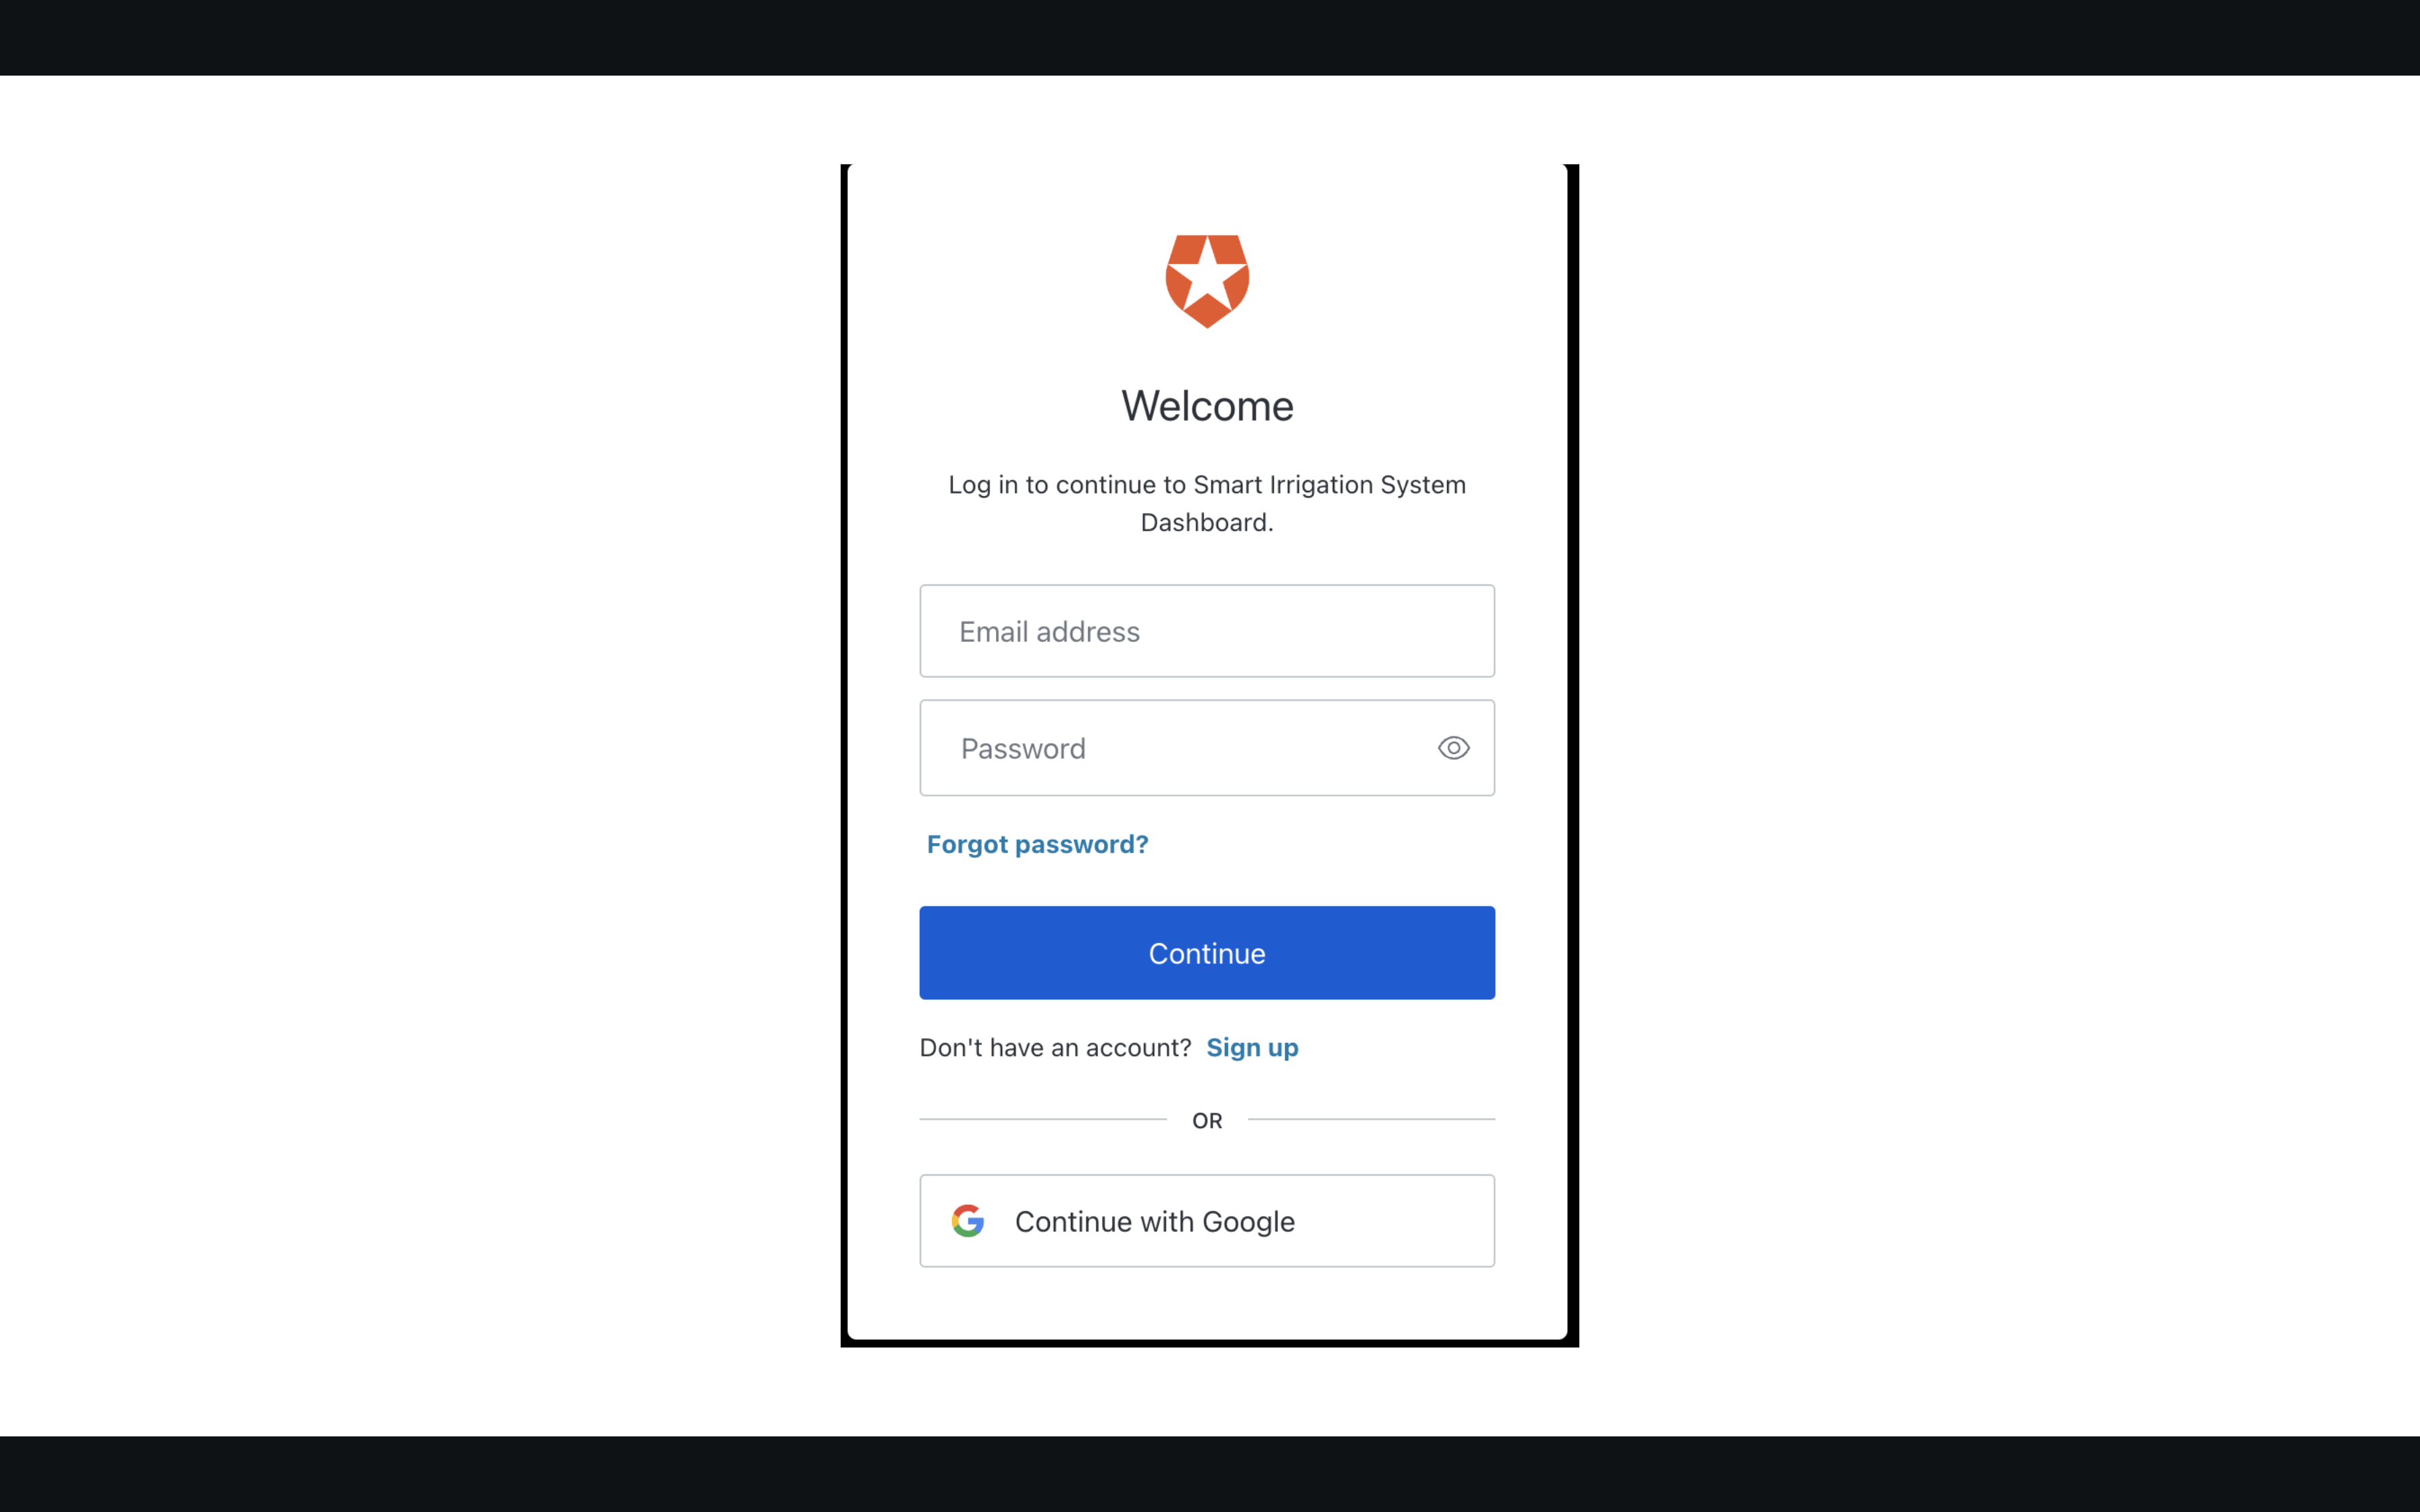 Welcome
Log in to continue to Smart Irrigation System
Dashboard.
Email address
Password
Forgot password?
Continue
Don't have an account? Sign up
OR
Continue with Google